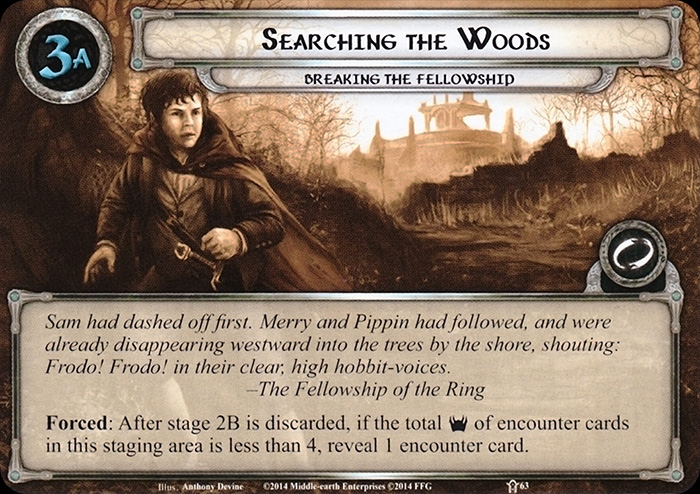 3A
Searching the Woods
Breaking the Fellowship
Sam had dashed off first. Merry and Pippin had followed, and were
already disappearing westward into the trees by the shore, shouting:
Frodo! Frodo! in their clear, high hobbit-voices.
–The Fellowship of the Ring
Forced: After stage 2B is discarded, if the total of encounter cards
in this staging area is less than 4, reveal 1 encounter card.
Illus. Anthony Devine ©2014 Middle-earth Enterprises ©2014 FFG 63